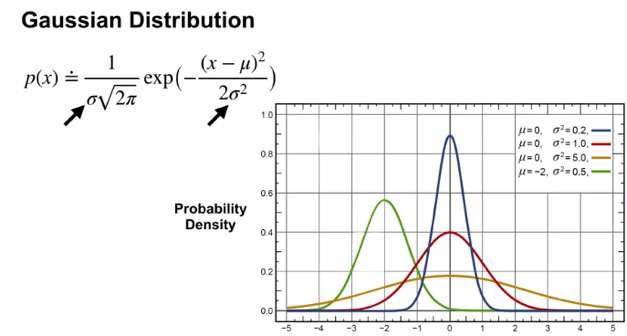 Gaussian Distribution
p(x) ≐ 1/(σ√2π) exp(−(x − μ)²/2σ²)
1.0
0.8
0.6
0.4
0.2
0.0
Probability
Density
μ=0, σ²=0.2,
μ=0, σ²=1.0,
μ=0, σ²=5.0,
μ=−2, σ²=0.5,
−5 −4 −3 −2 −1 0 1 2 3 4 5